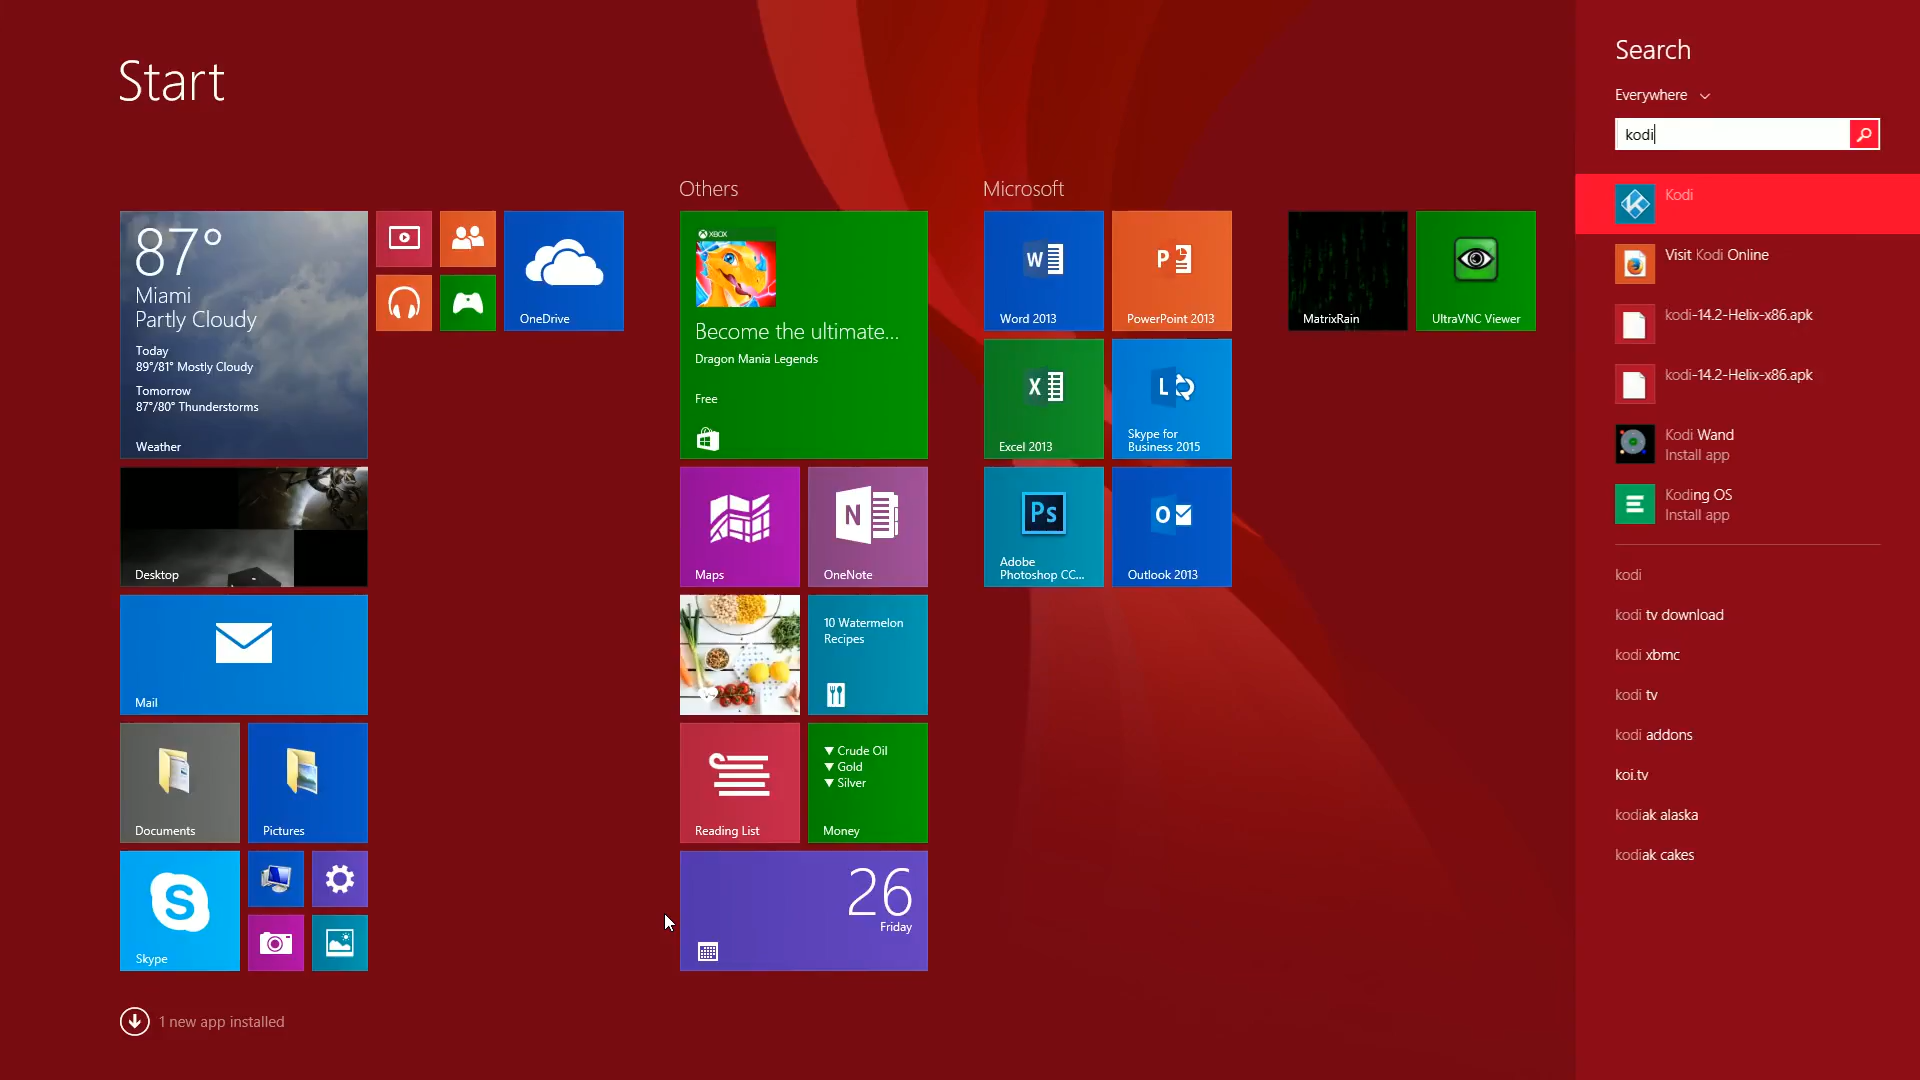 Start
87°
Miami
Partly Cloudy
Today
89°/81° Mostly Cloudy
Tomorrow
87°/80° Thunderstorms
Weather
OneDrive
Desktop
Mail
Documents
Pictures
Skype
1 new app installed
Others
XBOX
Become the ultimate...
Dragon Mania Legends
Free
Maps
N
OneNote
10 Watermelon
Recipes
Reading List
▼ Crude Oil
▼ Gold
▼ Silver
Money
26
Friday
Microsoft
Word 2013
PowerPoint 2013
Excel 2013
Skype for
Business 2015
Ps
Adobe
Photoshop CC...
Outlook 2013
MatrixRain
UltraVNC Viewer
Search
Everywhere
kodi
Kodi
Visit Kodi Online
kodi-14.2-Helix-x86.apk
kodi-14.2-Helix-x86.apk
Kodi Wand
Install app
Koding OS
Install app
kodi
kodi tv download
kodi xbmc
kodi tv
kodi addons
koi.tv
kodiak alaska
kodiak cakes